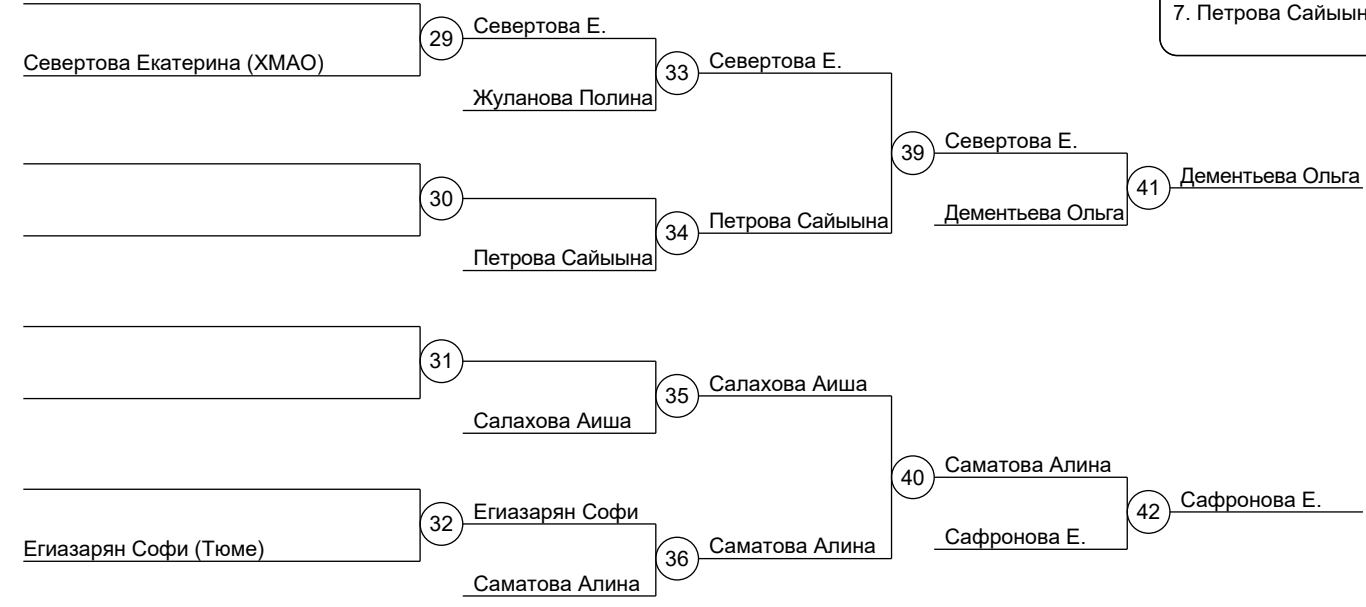 7. Петрова Сайыын
29 Севертова Е.
Севертова Екатерина (ХМАО)
33 Севертова Е.
Жуланова Полина
39 Севертова Е.
41 Дементьева Ольга
30
Дементьева Ольга
34 Петрова Сайыына
Петрова Сайыына
31
35 Салахова Аиша
Салахова Аиша
40 Саматова Алина
42 Сафронова Е.
32 Егиазарян Софи
Сафронова Е.
Егиазарян Софи (Тюме)
36 Саматова Алина
Саматова Алина